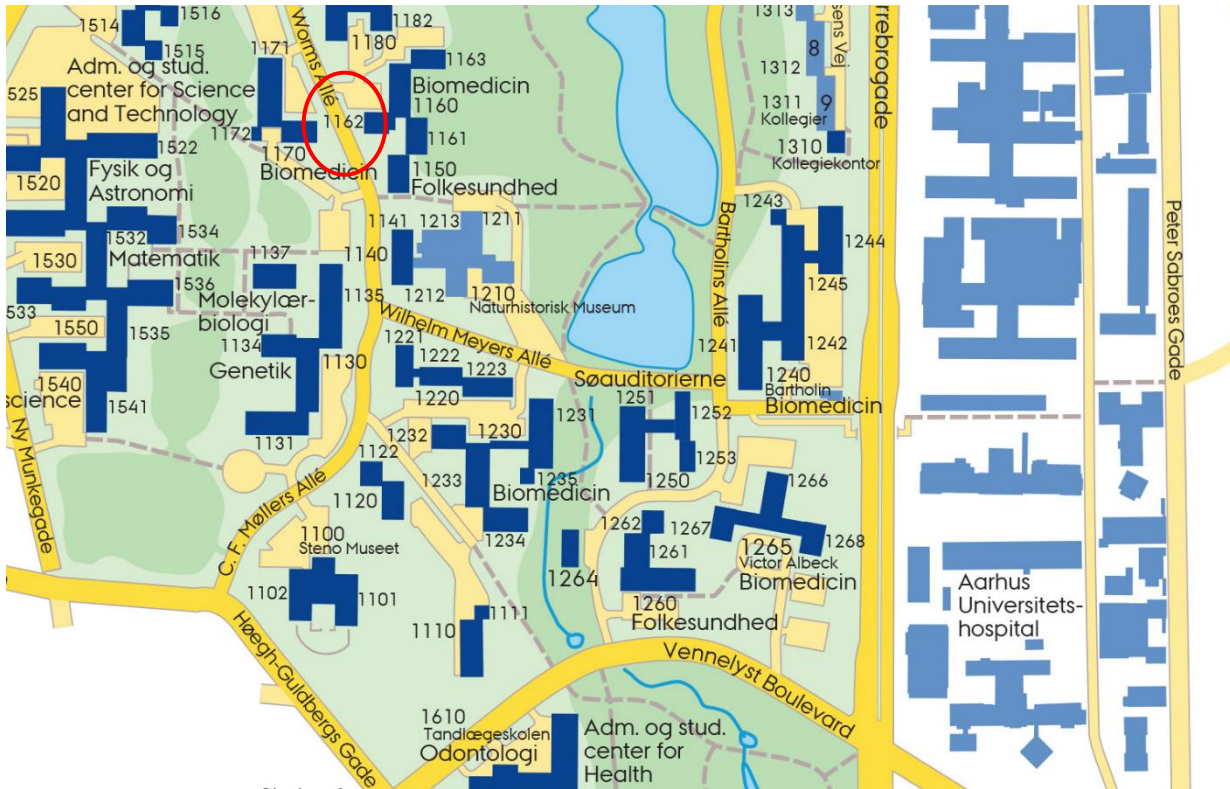 1514
1516
1515
1171
Worms Allé
1182
1180
1163
1313
sens Vej
8
1312
9
1311
Kollegier
1310
Kollegiekontor
rrebrogade
Adm. og stud.
center for Science
and Technology
525
1522
1172
1170
Biomedicin
1162
Biomedicin
1160
1161
1150
Folkesundhed
1520
Fysik og
Astronomi
1532
1534
Matematik
1530
1536
533
1550
1535
1540
science
1541
Ny Munkegade
1137
Molekylær-
biologi
1134
Genetik
1131
1135
1130
1140
1141
1213
1211
1212
1210
Naturhistorisk Museum
Wilhelm Meyers Allé
1221
1222
1223
1220
Bartholins Allé
1243
1244
1245
1241
1242
1240
Bartholin
Biomedicin
Søauditorierne
1251
1252
1253
1250
1231
1230
1232
1233
1235
Biomedicin
1234
1122
1120
C. F. Møllers Allé
1100
Steno Museet
1102
1101
1111
1110
1264
1262
1261
1260
Folkesundhed
1266
1267
1265
1268
Victor Albeck
Biomedicin
Aarhus
Universitets-
hospital
Peter Sabroes Gade
Høegh-Guldbergs Gade
Vennelyst Boulevard
1610
Tandlægeskolen
Odontologi
Adm. og stud.
center for
Health